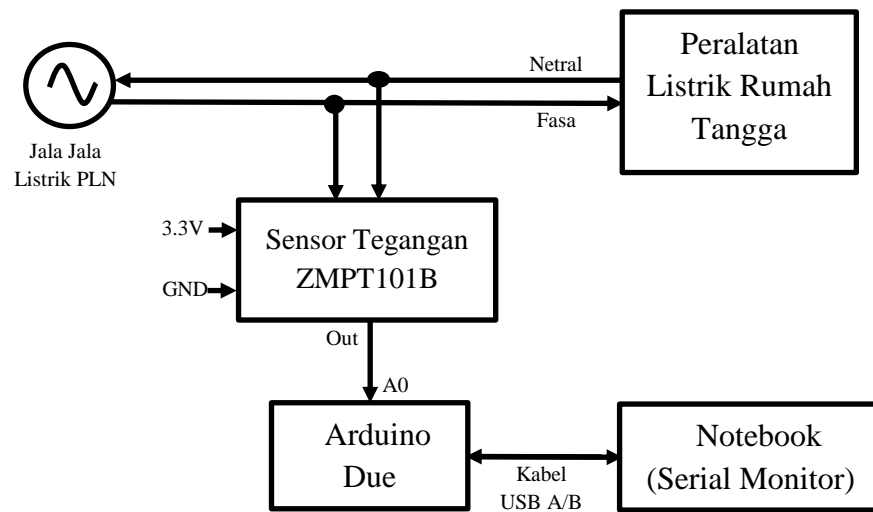 Peralatan
Listrik Rumah
Tangga
Netral
Fasa
Jala Jala
Listrik PLN
3.3V
GND
Sensor Tegangan
ZMPT101B
Out
A0
Arduino
Due
Kabel
USB A/B
Notebook
(Serial Monitor)